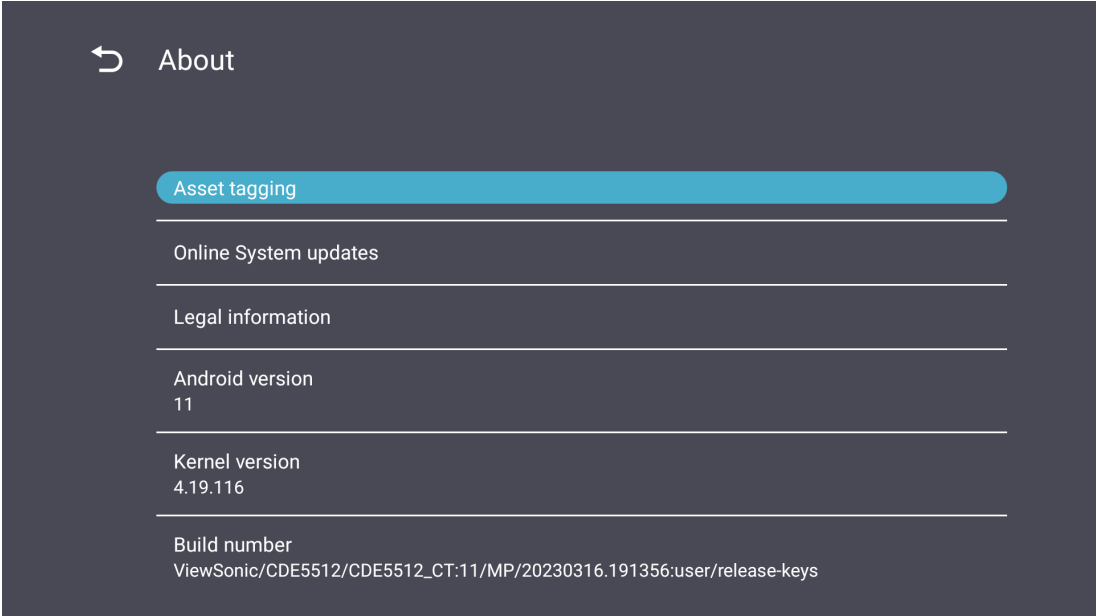 About
Asset tagging
Online System updates
Legal information
Android version
11
Kernel version
4.19.116
Build number
ViewSonic/CDE5512/CDE5512_CT:11/MP/20230316.191356:user/release-keys